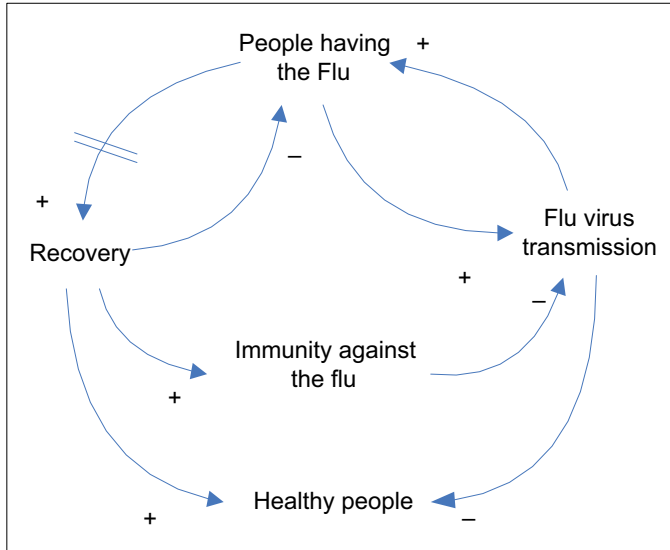 People having
the Flu
+
–
+
Recovery
Flu virus
transmission
+
–
Immunity against
the flu
+
Healthy people
+
–